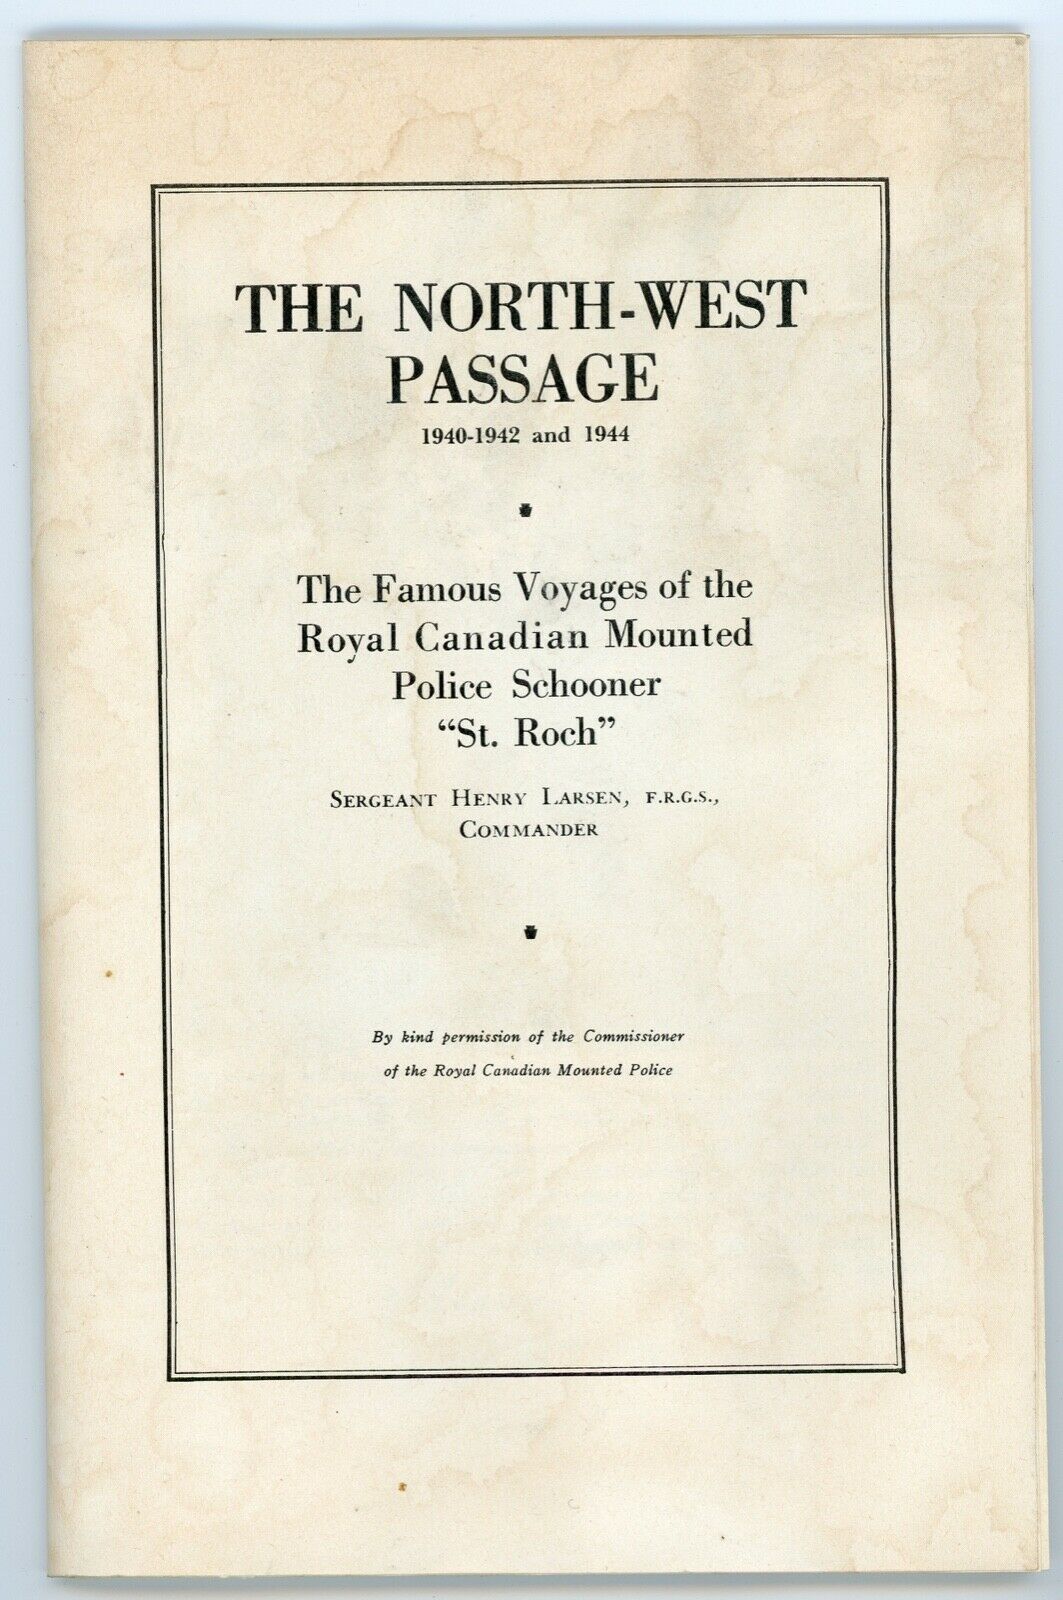 THE NORTH-WEST
PASSAGE
1940-1942 and 1944
The Famous Voyages of the
Royal Canadian Mounted
Police Schooner
“St. Roch”
SERGEANT HENRY LARSEN, F.R.G.S.,
COMMANDER
By kind permission of the Commissioner
of the Royal Canadian Mounted Police